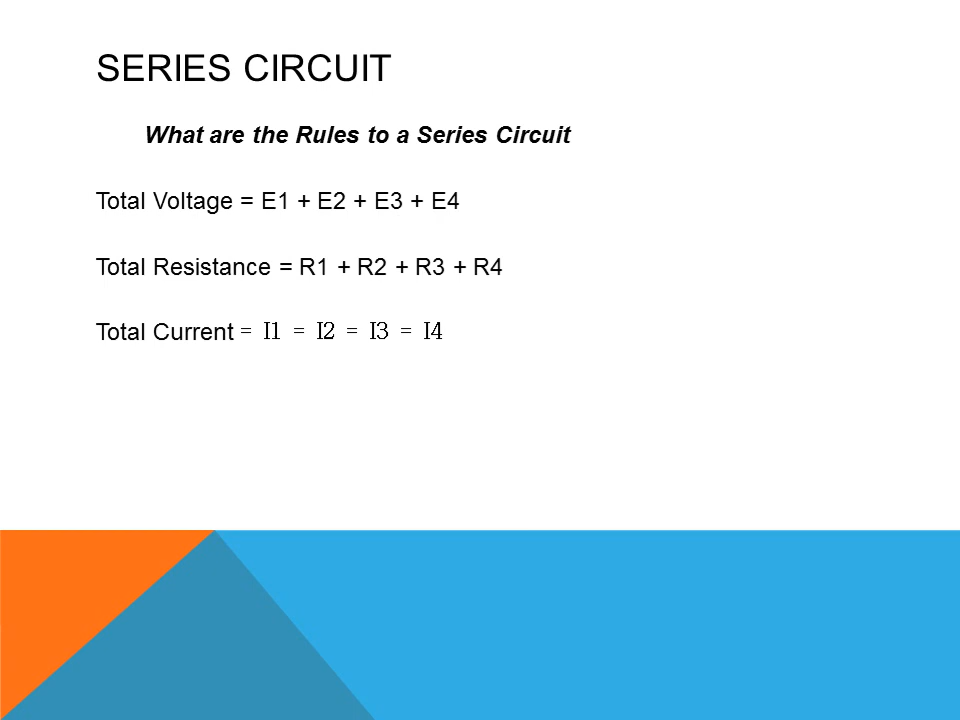 SERIES CIRCUIT
What are the Rules to a Series Circuit
Total Voltage = E1 + E2 + E3 + E4
Total Resistance = R1 + R2 + R3 + R4
Total Current = I1 = I2 = I3 = I4